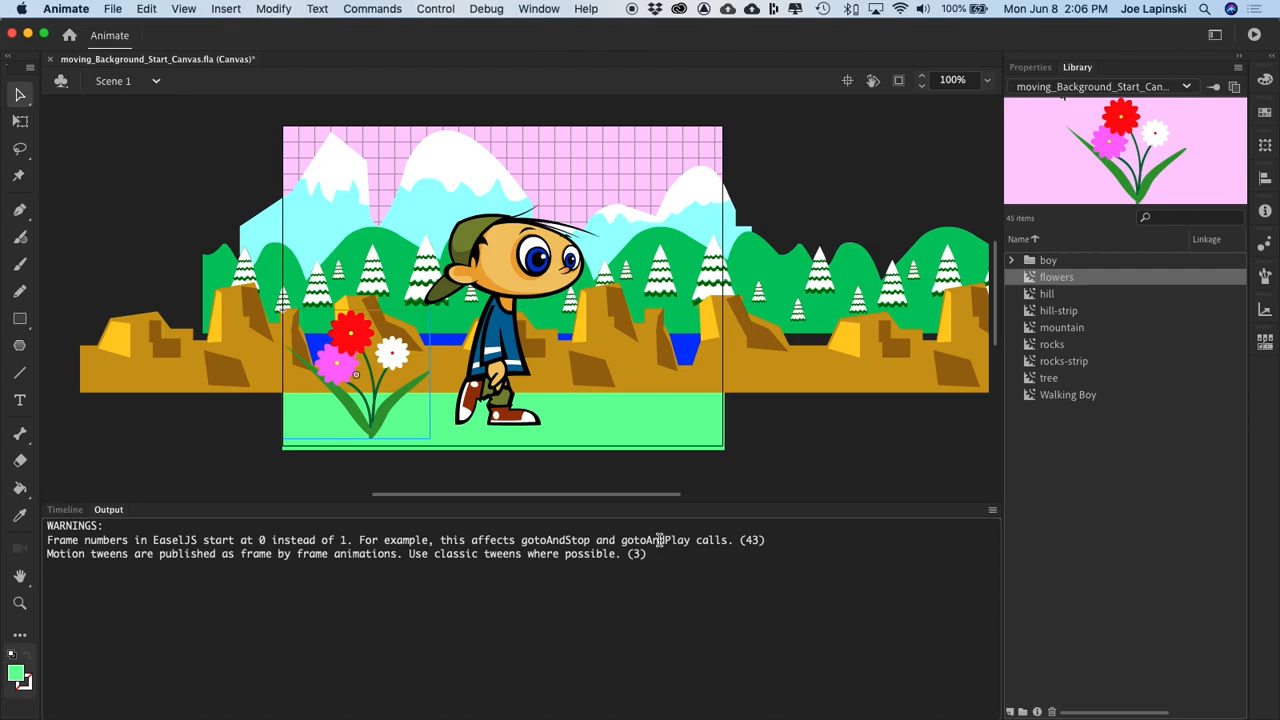 Animate File Edit View Insert Modify Text Commands Control Debug Window Help 100% Mon Jun 8 2:06 PM Joe Lapinski
Animate
moving_Background_Start_Canvas.fla (Canvas)*
Scene 1 100%
Properties Library
moving_Background_Start_Can...
45 items
Name Linkage
boy
flowers
hill
hill-strip
mountain
rocks
rocks-strip
tree
Walking Boy
Timeline Output
WARNINGS:
Frame numbers in EaselJS start at 0 instead of 1. For example, this affects gotoAndStop and gotoAndPlay calls. (43)
Motion tweens are published as frame by frame animations. Use classic tweens where possible. (3)